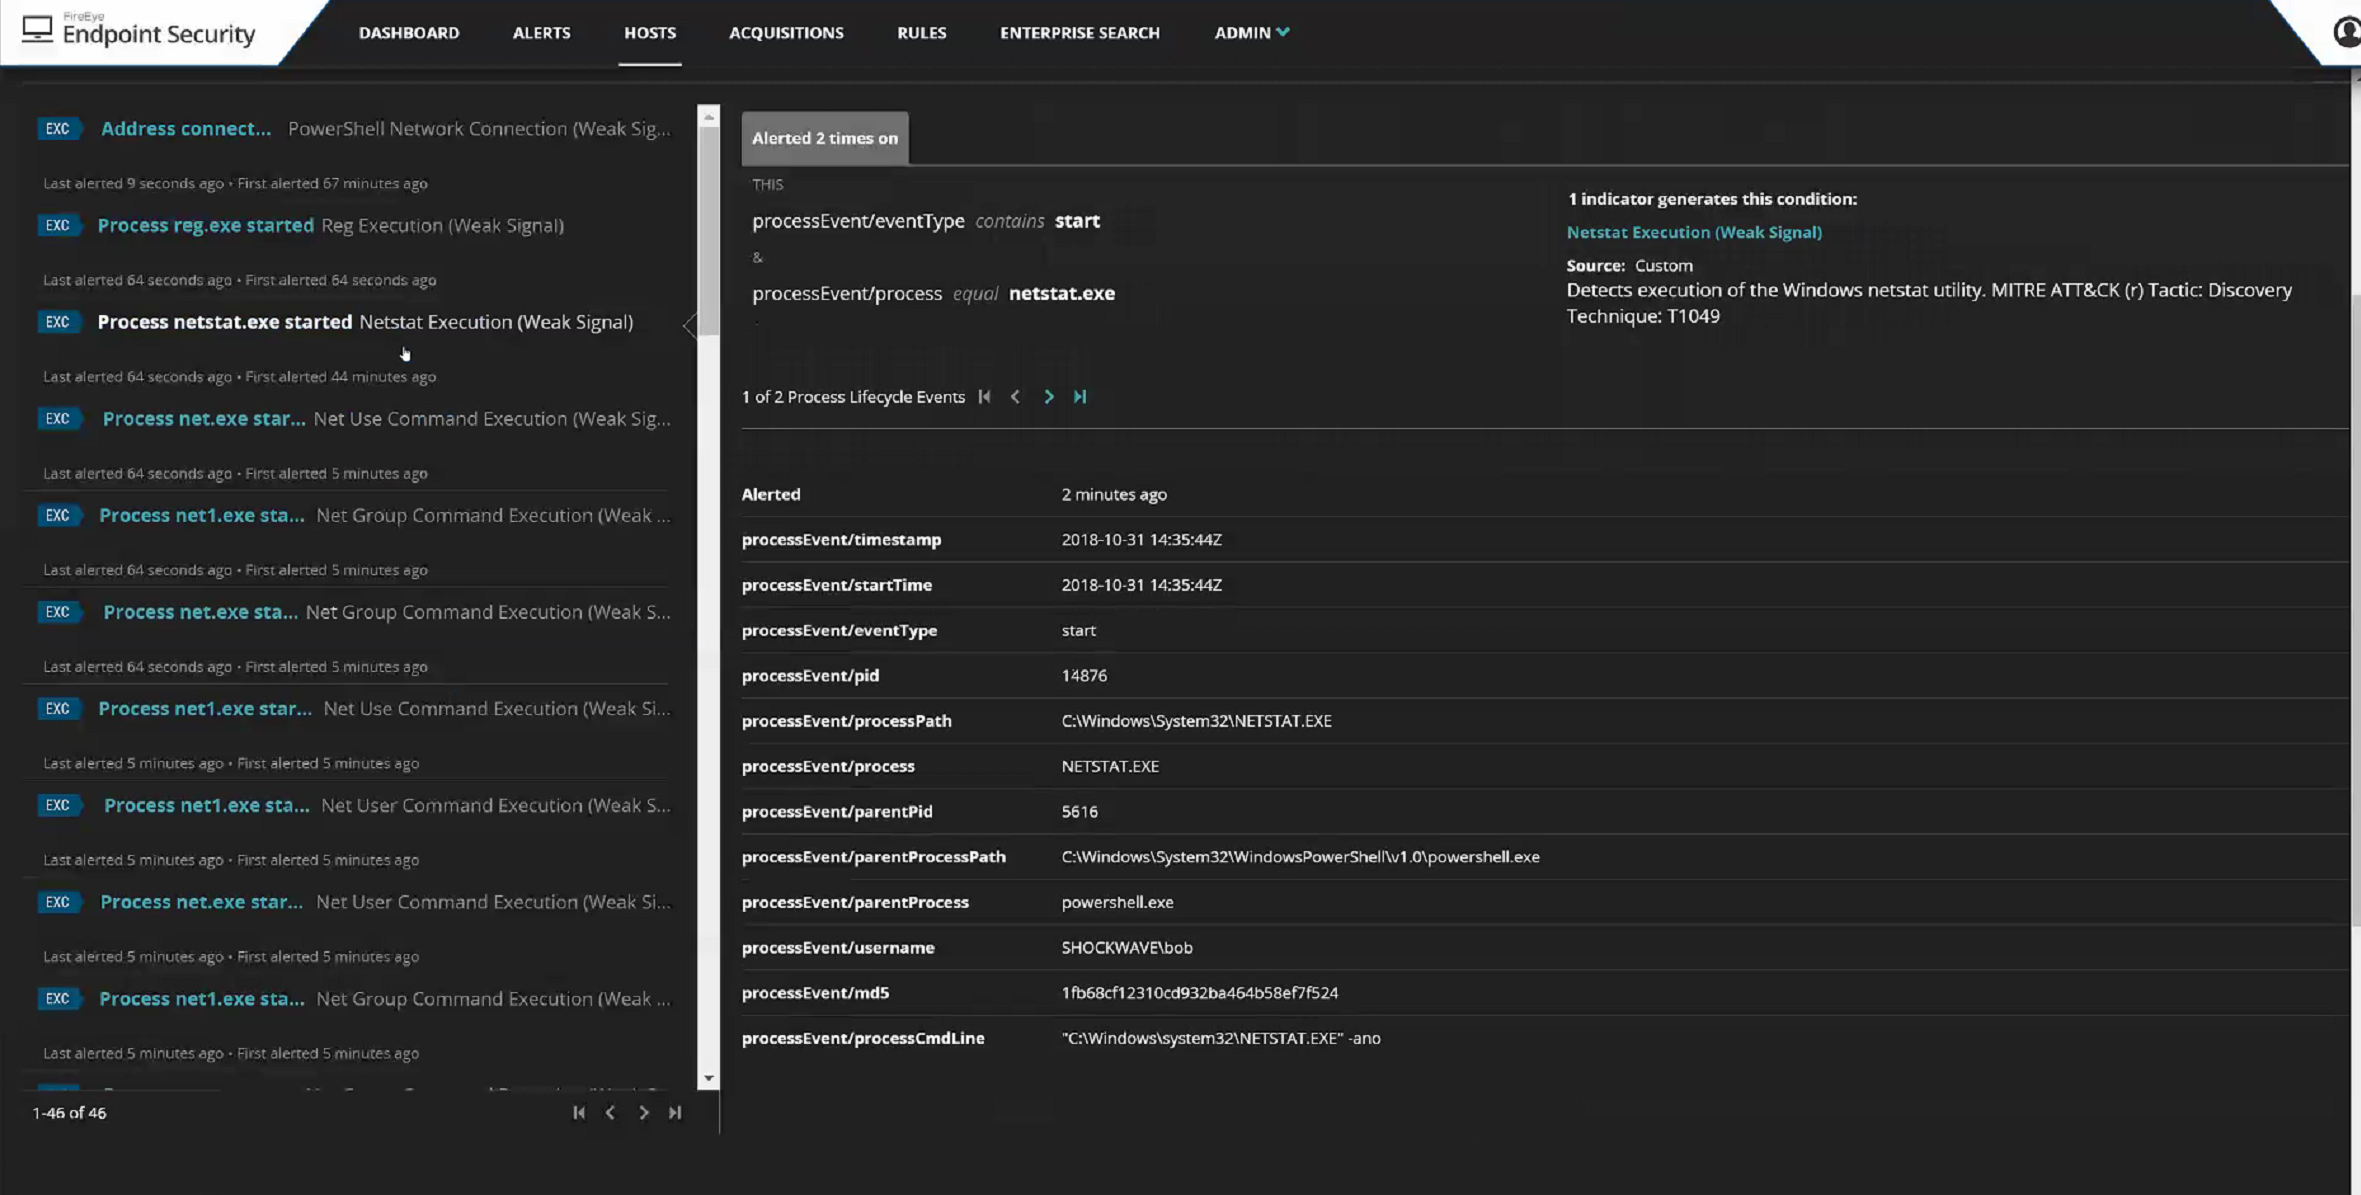 FireEye
Endpoint Security
DASHBOARD
ALERTS
HOSTS
ACQUISITIONS
RULES
ENTERPRISE SEARCH
ADMIN
EXC Address connect... PowerShell Network Connection (Weak Sig...
Last alerted 9 seconds ago • First alerted 67 minutes ago
EXC Process reg.exe started Reg Execution (Weak Signal)
Last alerted 64 seconds ago • First alerted 64 seconds ago
EXC Process netstat.exe started Netstat Execution (Weak Signal)
Last alerted 64 seconds ago • First alerted 44 minutes ago
EXC Process net.exe star... Net Use Command Execution (Weak Sig...
Last alerted 64 seconds ago • First alerted 5 minutes ago
EXC Process net1.exe sta... Net Group Command Execution (Weak ...
Last alerted 64 seconds ago • First alerted 5 minutes ago
EXC Process net.exe sta... Net Group Command Execution (Weak S...
Last alerted 64 seconds ago • First alerted 5 minutes ago
EXC Process net1.exe star... Net Use Command Execution (Weak Si...
Last alerted 5 minutes ago • First alerted 5 minutes ago
EXC Process net1.exe sta... Net User Command Execution (Weak S...
Last alerted 5 minutes ago • First alerted 5 minutes ago
EXC Process net.exe star... Net User Command Execution (Weak Si...
Last alerted 5 minutes ago • First alerted 5 minutes ago
EXC Process net1.exe sta... Net Group Command Execution (Weak ...
Last alerted 5 minutes ago • First alerted 5 minutes ago
1-46 of 46
Alerted 2 times on
THIS
processEvent/eventType contains start
&
processEvent/process equal netstat.exe
1 indicator generates this condition:
Netstat Execution (Weak Signal)
Source: Custom
Detects execution of the Windows netstat utility. MITRE ATT&CK (r) Tactic: Discovery
Technique: T1049
1 of 2 Process Lifecycle Events
Alerted 2 minutes ago
processEvent/timestamp 2018-10-31 14:35:44Z
processEvent/startTime 2018-10-31 14:35:44Z
processEvent/eventType start
processEvent/pid 14876
processEvent/processPath C:\Windows\System32\NETSTAT.EXE
processEvent/process NETSTAT.EXE
processEvent/parentPid 5616
processEvent/parentProcessPath C:\Windows\System32\WindowsPowerShell\v1.0\powershell.exe
processEvent/parentProcess powershell.exe
processEvent/username SHOCKWAVE\bob
processEvent/md5 1fb68cf12310cd932ba464b58ef7f524
processEvent/processCmdLine "C:\Windows\system32\NETSTAT.EXE" -ano